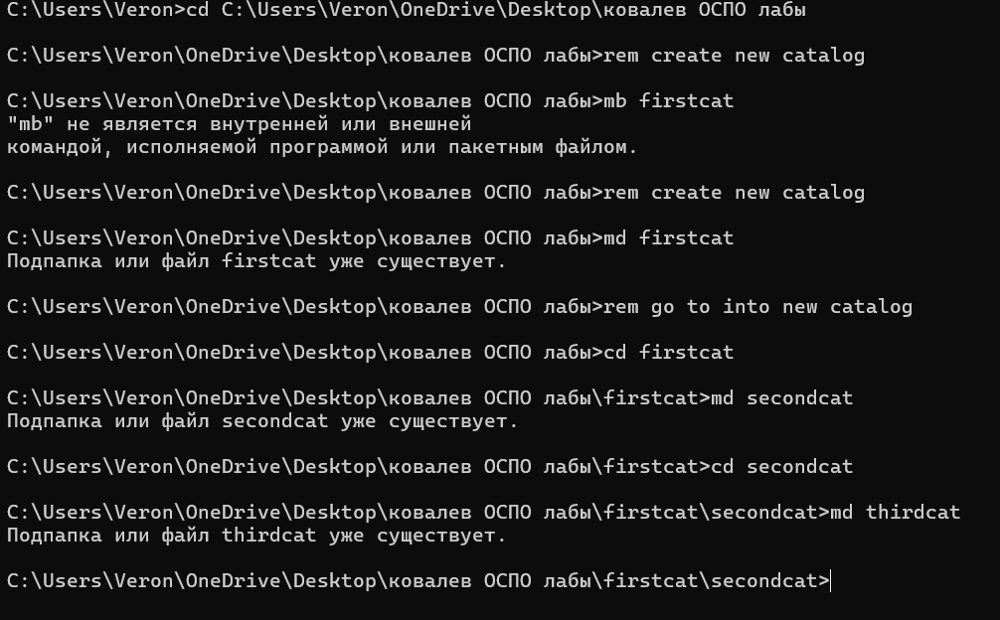 C:\Users\Veron>cd C:\Users\Veron\OneDrive\Desktop\ковалев ОСПО лабы
C:\Users\Veron\OneDrive\Desktop\ковалев ОСПО лабы>rem create new catalog
C:\Users\Veron\OneDrive\Desktop\ковалев ОСПО лабы>mb firstcat
"mb" не является внутренней или внешней
командой, исполняемой программой или пакетным файлом.
C:\Users\Veron\OneDrive\Desktop\ковалев ОСПО лабы>rem create new catalog
C:\Users\Veron\OneDrive\Desktop\ковалев ОСПО лабы>md firstcat
Подпапка или файл firstcat уже существует.
C:\Users\Veron\OneDrive\Desktop\ковалев ОСПО лабы>rem go to into new catalog
C:\Users\Veron\OneDrive\Desktop\ковалев ОСПО лабы>cd firstcat
C:\Users\Veron\OneDrive\Desktop\ковалев ОСПО лабы\firstcat>md secondcat
Подпапка или файл secondcat уже существует.
C:\Users\Veron\OneDrive\Desktop\ковалев ОСПО лабы\firstcat>cd secondcat
C:\Users\Veron\OneDrive\Desktop\ковалев ОСПО лабы\firstcat\secondcat>md thirdcat
Подпапка или файл thirdcat уже существует.
C:\Users\Veron\OneDrive\Desktop\ковалев ОСПО лабы\firstcat\secondcat>